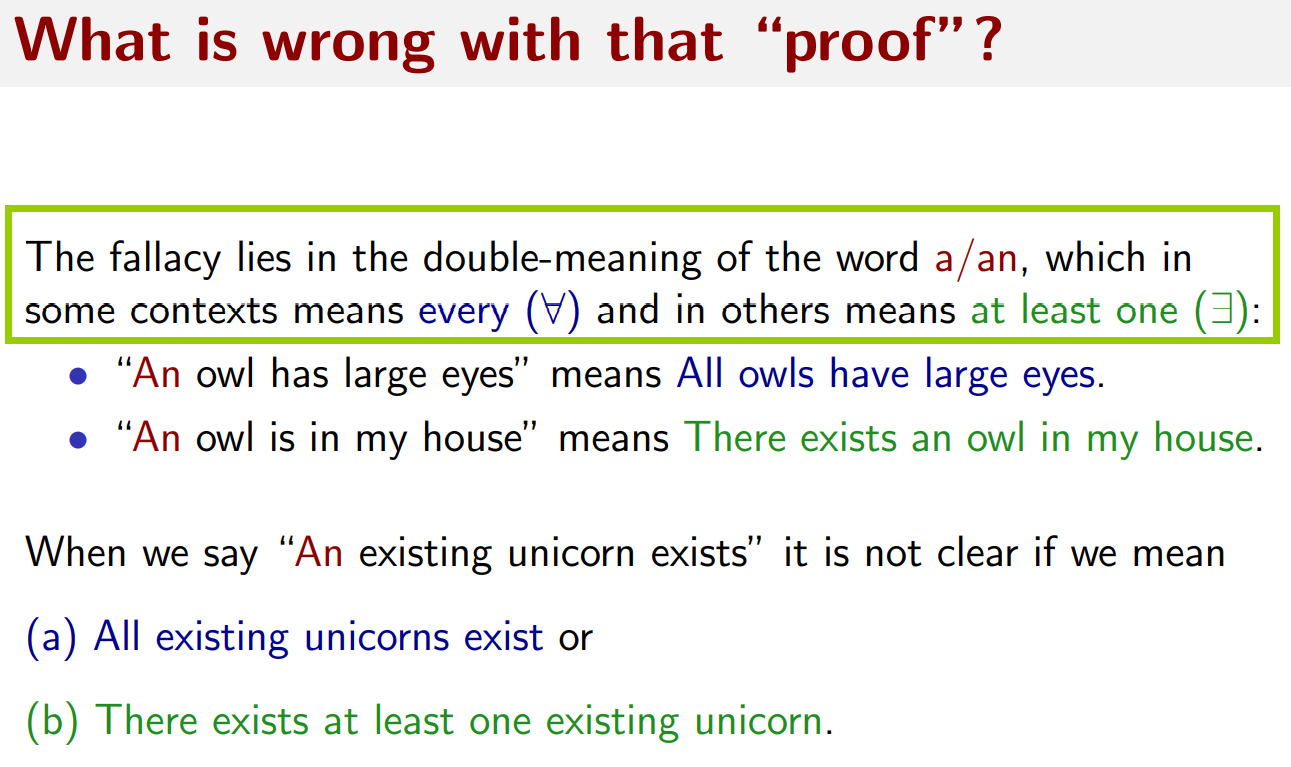 What is wrong with that “proof”?
The fallacy lies in the double-meaning of the word a/an, which in
some contexts means every (∀) and in others means at least one (∃):
• “An owl has large eyes” means All owls have large eyes.
• “An owl is in my house” means There exists an owl in my house.
When we say “An existing unicorn exists” it is not clear if we mean
(a) All existing unicorns exist or
(b) There exists at least one existing unicorn.